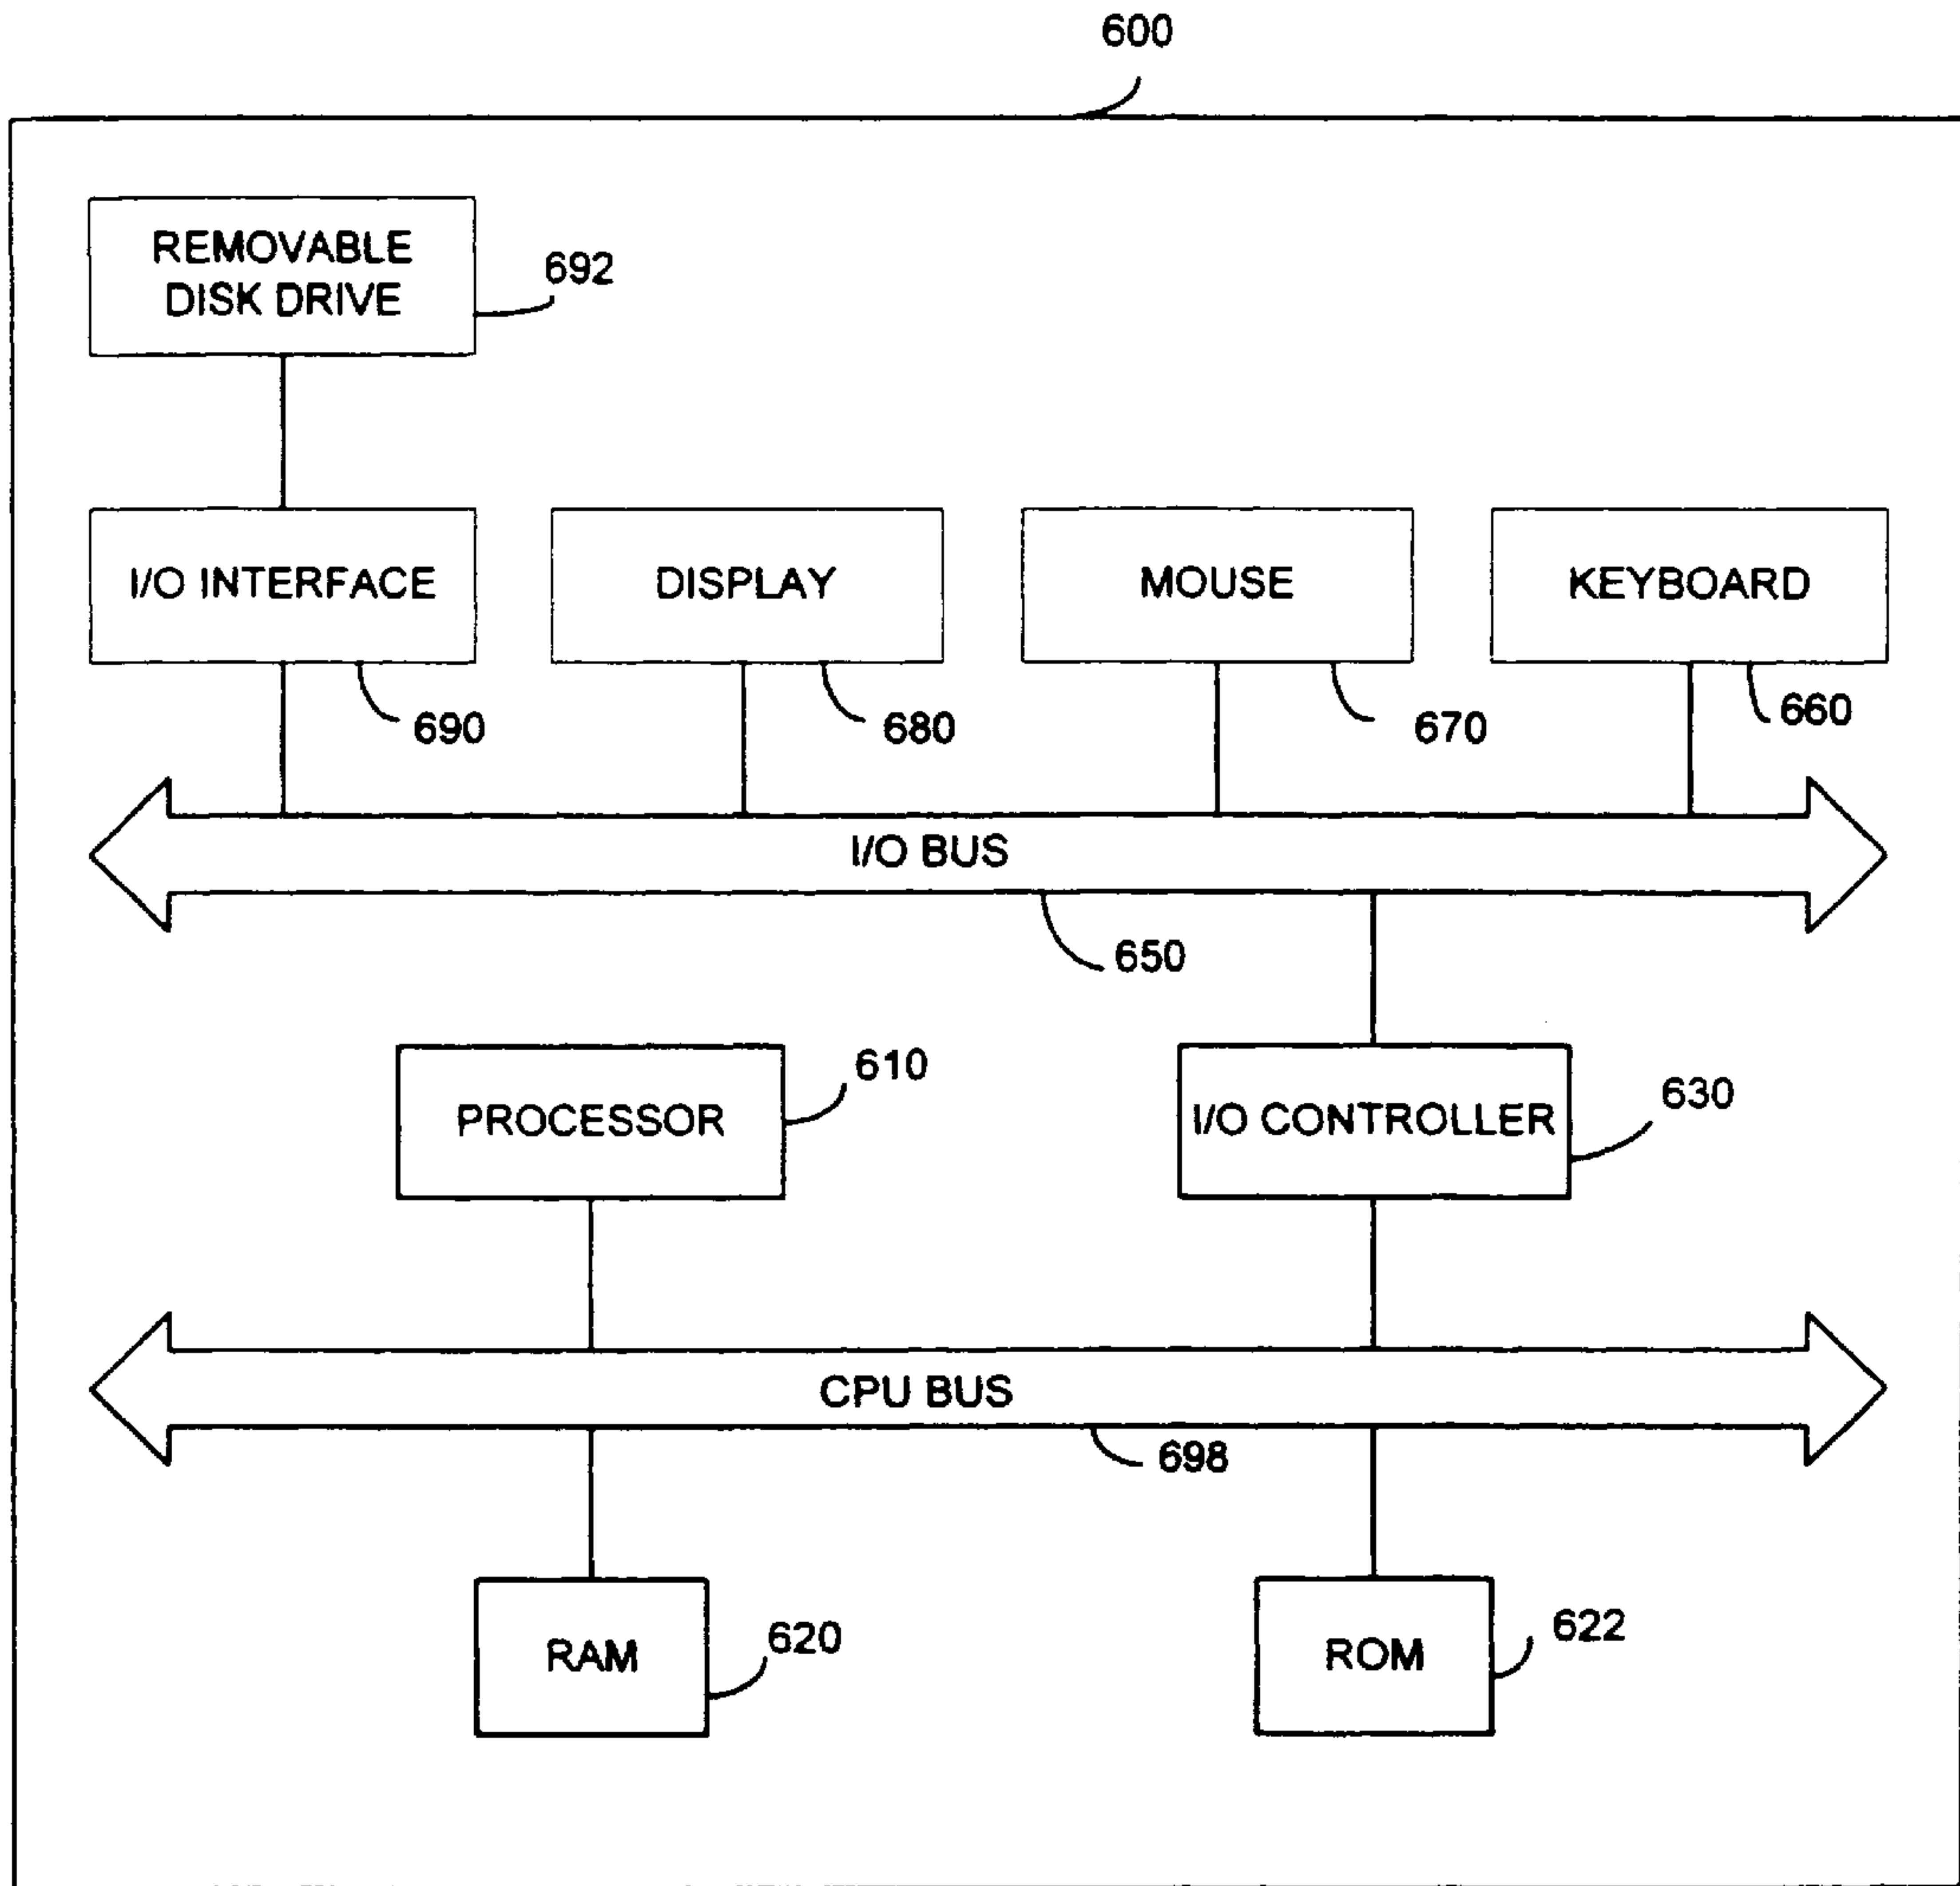 600
REMOVABLE
DISK DRIVE
692
I/O INTERFACE
DISPLAY
MOUSE
KEYBOARD
690
680
670
660
I/O BUS
650
PROCESSOR
610
I/O CONTROLLER
630
CPU BUS
698
RAM
620
ROM
622